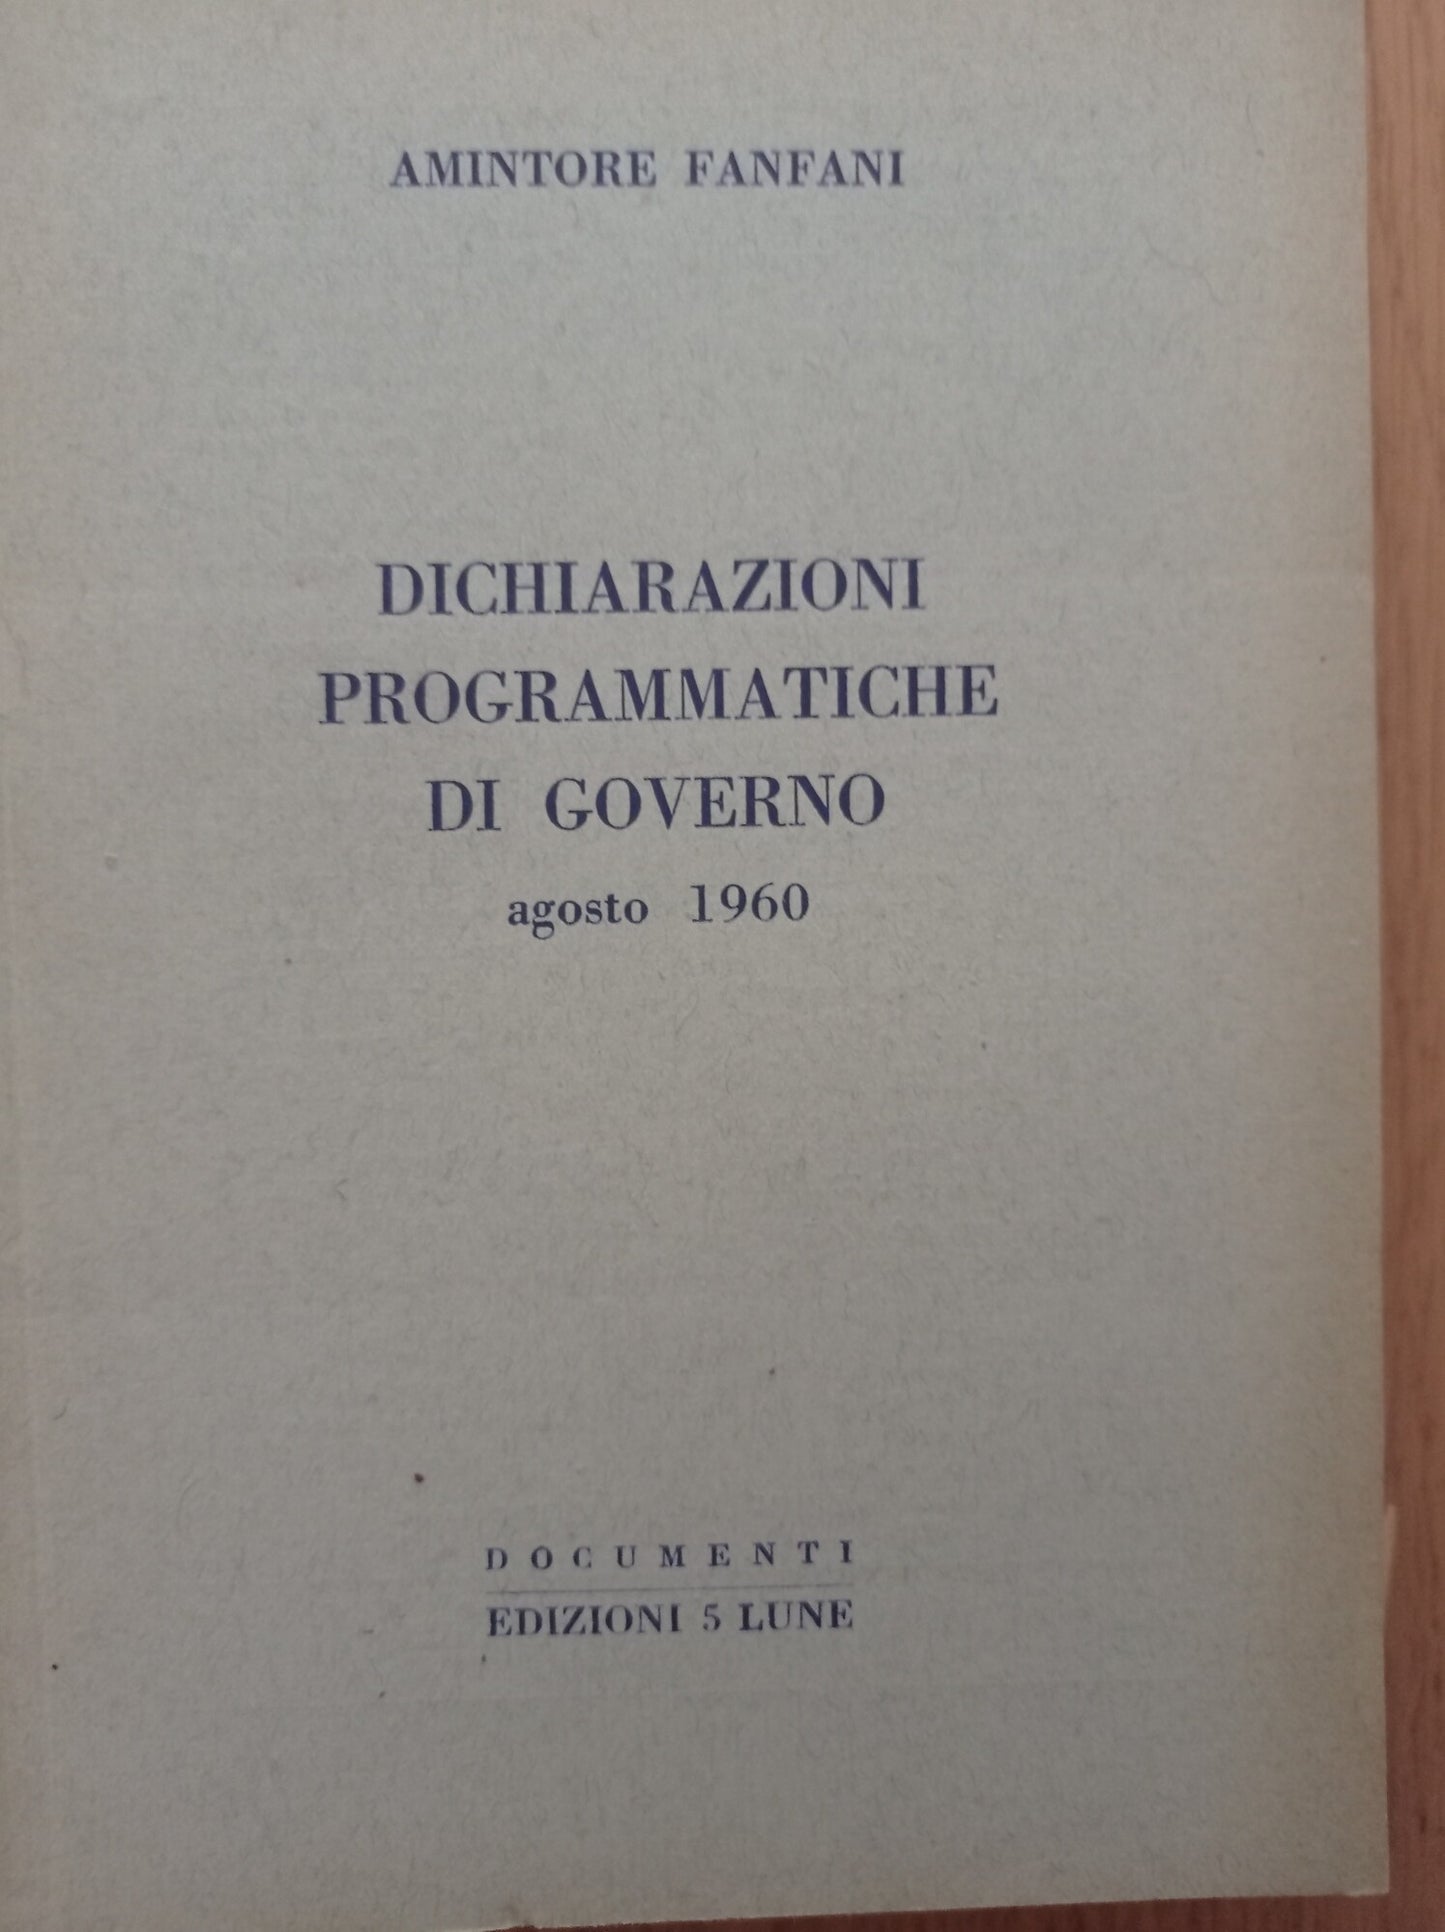 AMINTORE FANFANI
DICHIARAZIONI
PROGRAMMATICHE
DI GOVERNO
agosto 1960
DOCUMENTI
EDIZIONI 5 LUNE